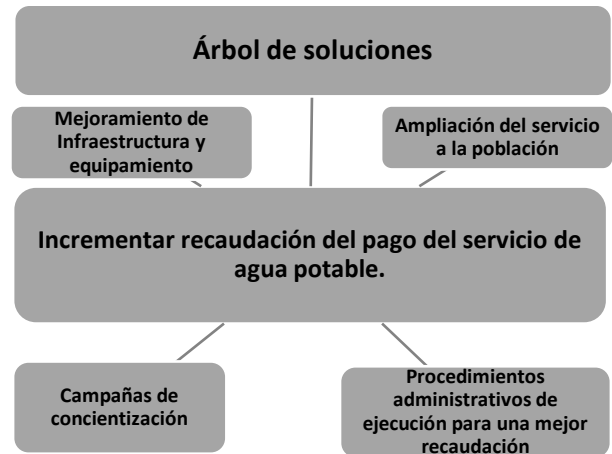 Árbol de soluciones
Mejoramiento de
Infraestructura y
equipamiento
Ampliación del servicio
a la población
Incrementar recaudación del pago del servicio de
agua potable.
Campañas de
concientización
Procedimientos
administrativos de
ejecución para una mejor
recaudación